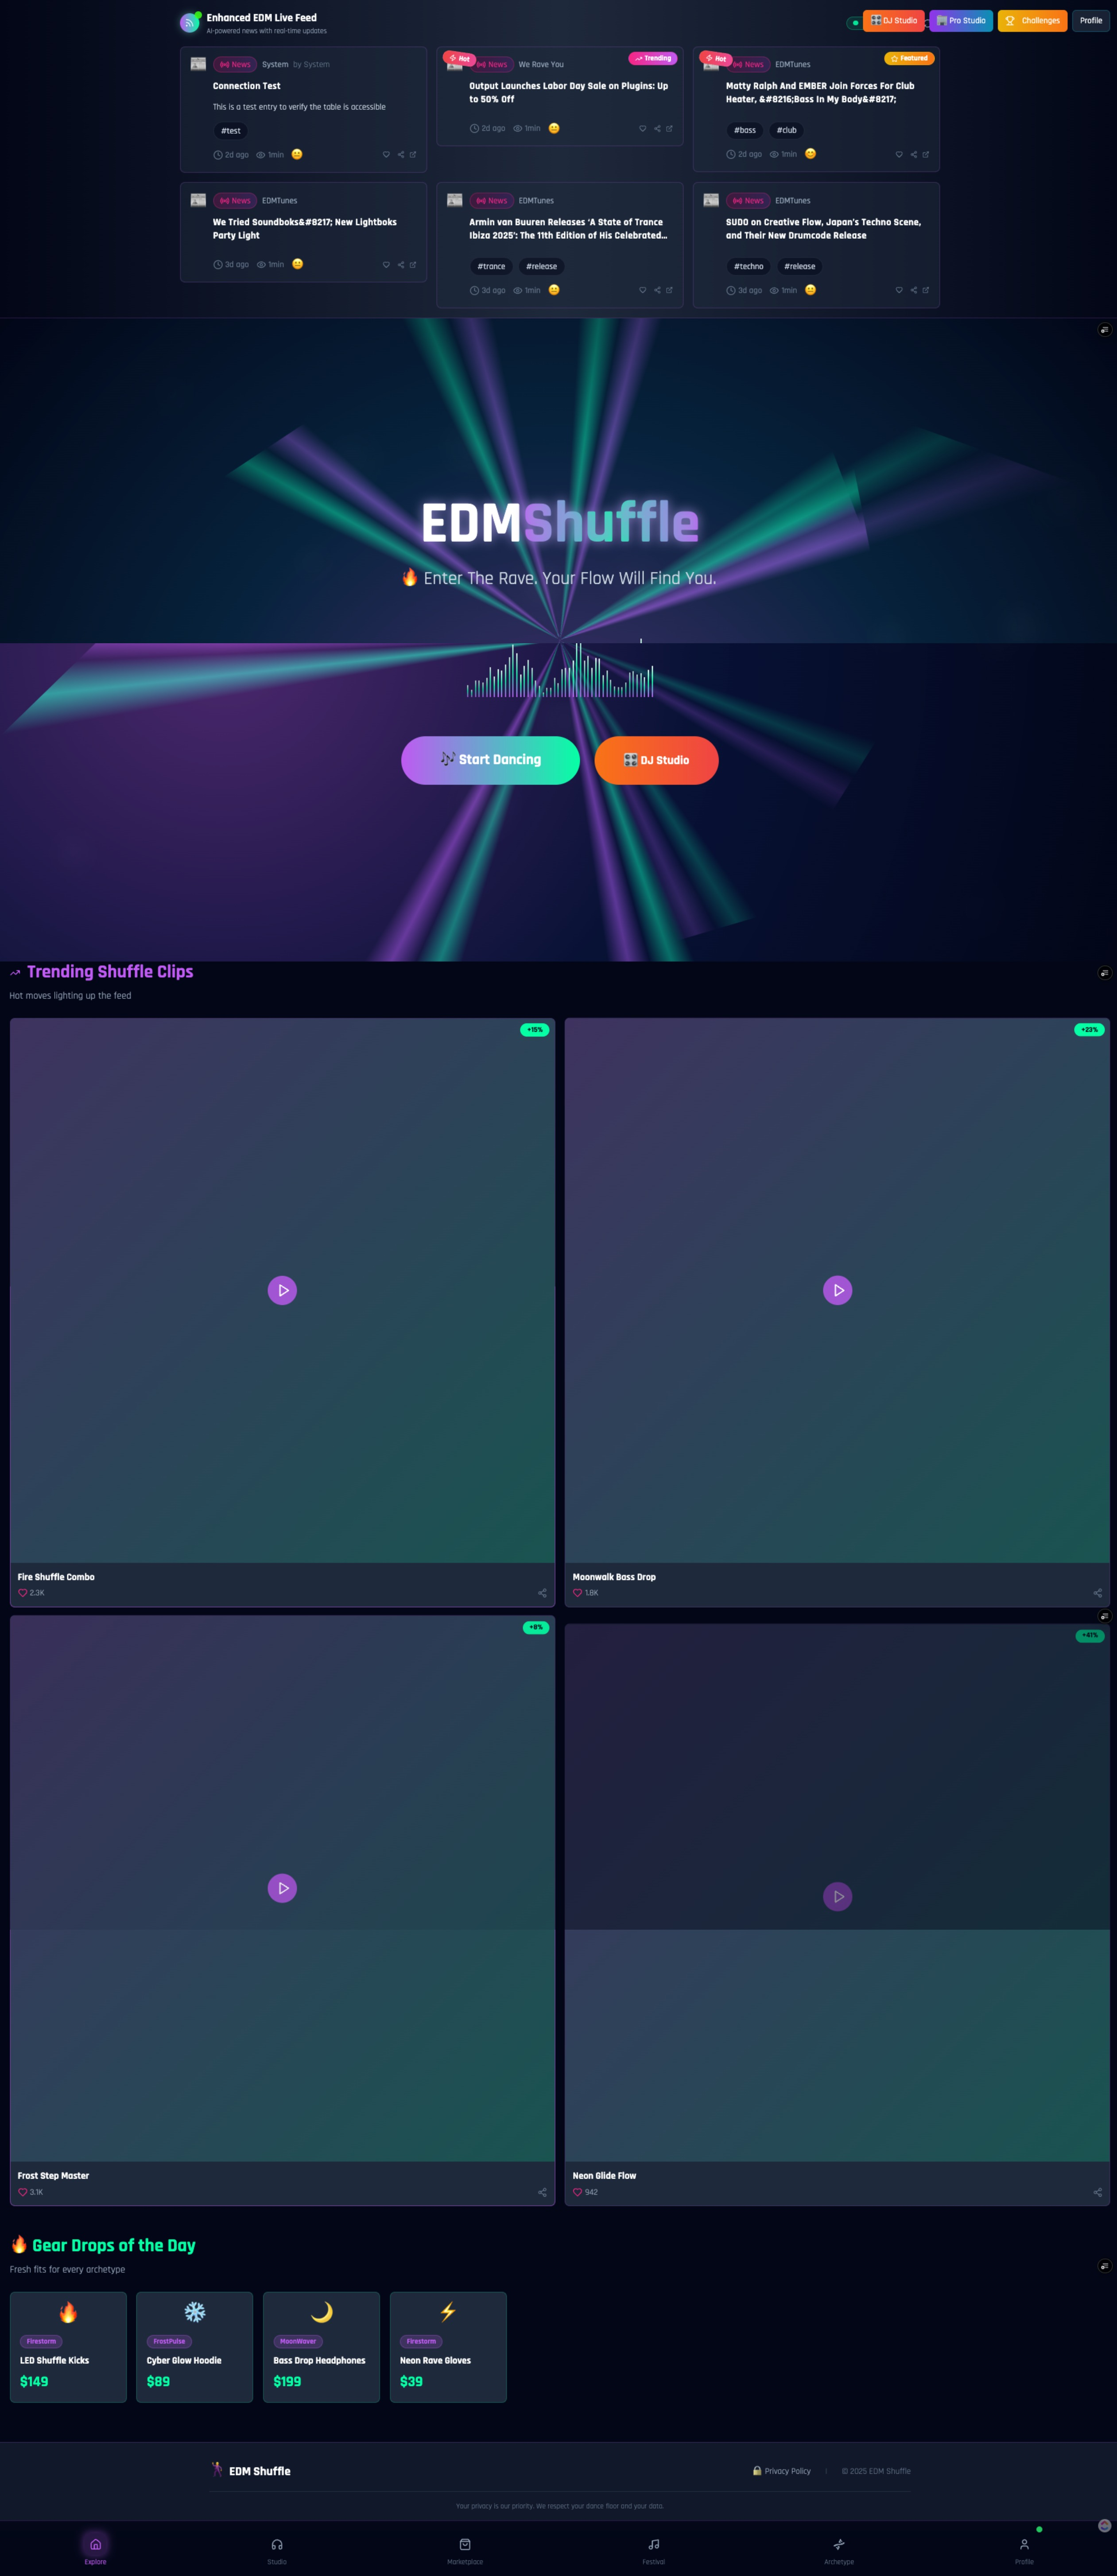 Enhanced EDM Live Feed
AI-powered news with real-time updates
DJ Studio
Pro Studio
Challenges
Profile
News System by System
Connection Test
This is a test entry to verify the table is accessible
#test
2d ago 1min
Hot
News We Rave You
Trending
Output Launches Labor Day Sale on Plugins: Up
to 50% Off
2d ago 1min
Hot
News EDMTunes
Featured
Matty Ralph And EMBER Join Forces For Club
Heater, &#8216;Bass In My Body&#8217;
#bass #club
2d ago 1min
News EDMTunes
We Tried Soundboks&#8217; New Lightboks
Party Light
3d ago 1min
News EDMTunes
Armin van Buuren Releases ‘A State of Trance
Ibiza 2025’: The 11th Edition of His Celebrated...
#trance #release
3d ago 1min
News EDMTunes
SUDO on Creative Flow, Japan’s Techno Scene,
and Their New Drumcode Release
#techno #release
3d ago 1min
EDMShuffle
Enter The Rave. Your Flow Will Find You.
Start Dancing
DJ Studio
Trending Shuffle Clips
Hot moves lighting up the feed
+15%
Fire Shuffle Combo
2.3K
+23%
Moonwalk Bass Drop
1.8K
+8%
Frost Step Master
3.1K
+41%
Neon Glide Flow
942
Gear Drops of the Day
Fresh fits for every archetype
Firestorm
LED Shuffle Kicks
$149
FrostPulse
Cyber Glow Hoodie
$89
MoonWaver
Bass Drop Headphones
$199
Firestorm
Neon Rave Gloves
$39
EDM Shuffle
Privacy Policy | © 2025 EDM Shuffle
Your privacy is our priority. We respect your dance floor and your data.
Explore
Studio
Marketplace
Festival
Archetype
Profile